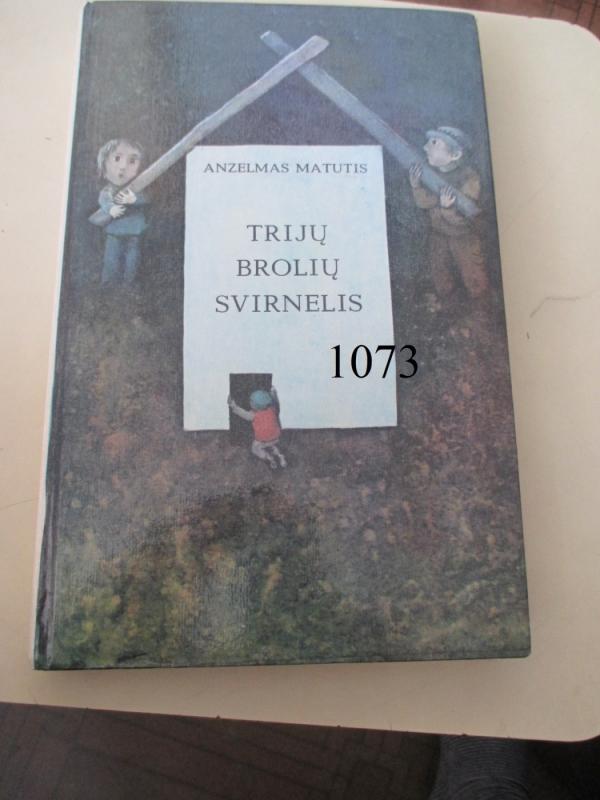 ANZELMAS MATUTIS
TRIJŲ
BROLIŲ
SVIRNELIS
1073